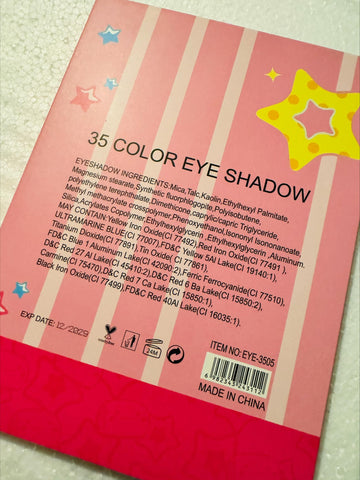 35 COLOR EYE SHADOW
EYESHADOW INGREDIENTS:Mica,Talc,Kaolin,Ethylhexyl Palmitate,
Magnesium stearate,Synthetic fluorphlogopite,Polyisobutene,
polyethylene terephthalate,Dimethicone,caprylic/capric Triglyceride,
Methyl methacrylate crosspolymer,Phenoxyethanol,Isononyl Isononanoate,
Silica,Acrylates Copolymer,Ethylhexylglycerin, Ethylhexylglycerin ,Aluminum,
MAY CONTAIN:Yellow Iron Oxide(CI 77492),Red Iron Oxide(CI 77491 ),
ULTRAMARINE BLUE(CI 77007),FD&C Yellow 5Al Lake(CI 19140:1),
Titanium Dioxide(CI 77891),Tin Oxide(CI 77861),
FD&C Blue 1 Aluminum Lake(CI 42090:2), Ferric Ferrocyanide(CI 77510),
D&C Red 27 Al Lake(CI 45410:2),D&C Red 6 Ba Lake(CI 15850:2),
Carmine(CI 75470),D&C Red 7 Ca Lake(CI 15850:1),
Black Iron Oxide(CI 77499),FD&C Red 40Al Lake(CI 16035:1).
EXP DATE: 12/2029
24M
ITEM NO: EYE-3505
6 982343 243112
MADE IN CHINA